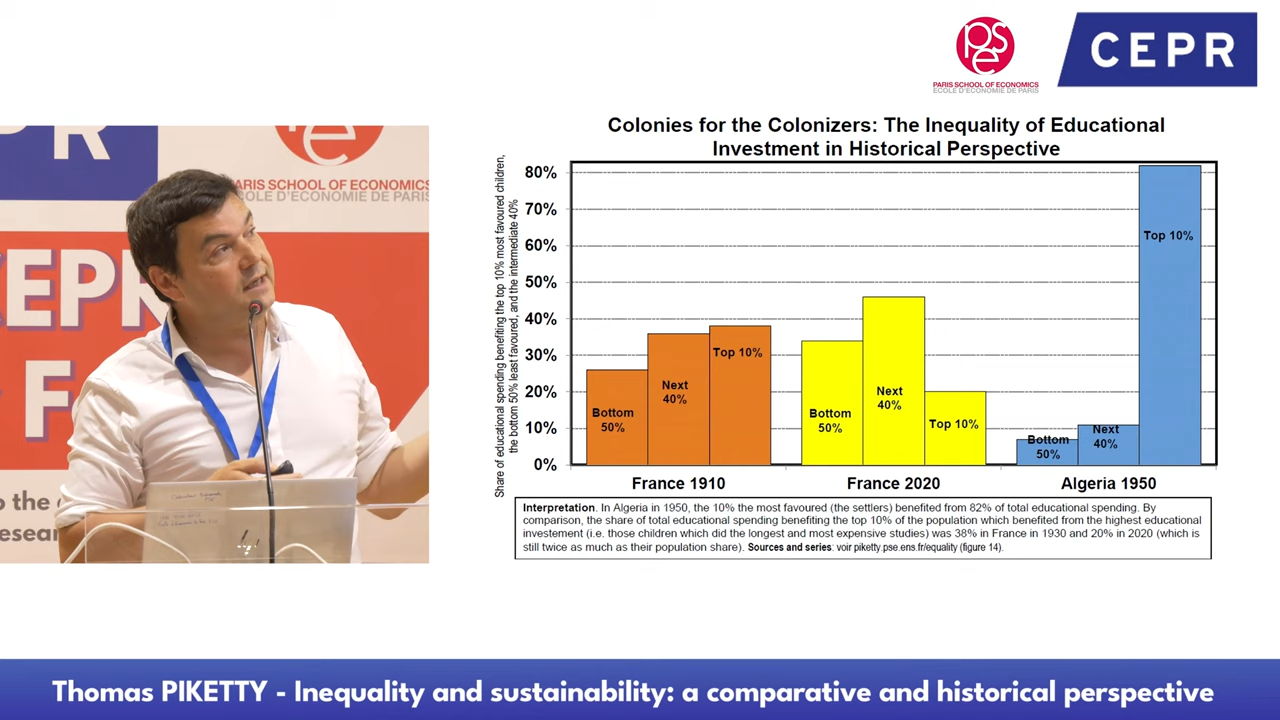 pse
PARIS SCHOOL OF ECONOMICS
ECOLE D'ECONOMIE DE PARIS
CEPR
PR
PARIS SCHOOL OF ECONOMICS
ECOLE D'ECONOMIE DE PARIS
CEPR
o the
esear
Colonies for the Colonizers: The Inequality of Educational
Investment in Historical Perspective
Share of educational spending benefiting the top 10% most favoured children,
the bottom 50% least favoured, and the intermediate 40%
80%
70%
60%
50%
40%
30%
20%
10%
0%
Bottom
50%
Next
40%
Top 10%
Bottom
50%
Next
40%
Top 10%
Bottom
50%
Next
40%
Top 10%
France 1910
France 2020
Algeria 1950
Interpretation. In Algeria in 1950, the 10% the most favoured (the settlers) benefited from 82% of total educational spending. By
comparison, the share of total educational spending benefiting the top 10% of the population which benefited from the highest educational
investement (i.e. those children which did the longest and most expensive studies) was 38% in France in 1930 and 20% in 2020 (which is
still twice as much as their population share). Sources and series: voir piketty.pse.ens.fr/equality (figure 14).
Thomas PIKETTY - Inequality and sustainability: a comparative and historical perspective